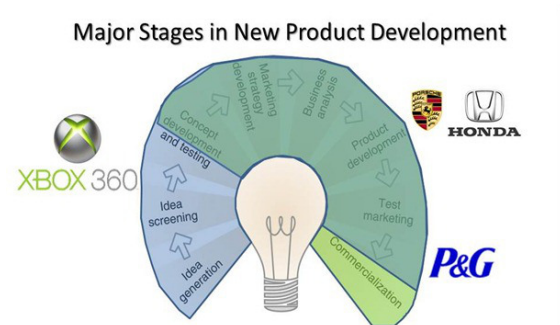 Major Stages in New Product Development
Idea
generation
Idea
screening
Concept
development
and testing
Marketing
strategy
development
Business
analysis
Product
development
Test
marketing
Commercialization
XBOX 360
PORSCHE
HONDA
P&G